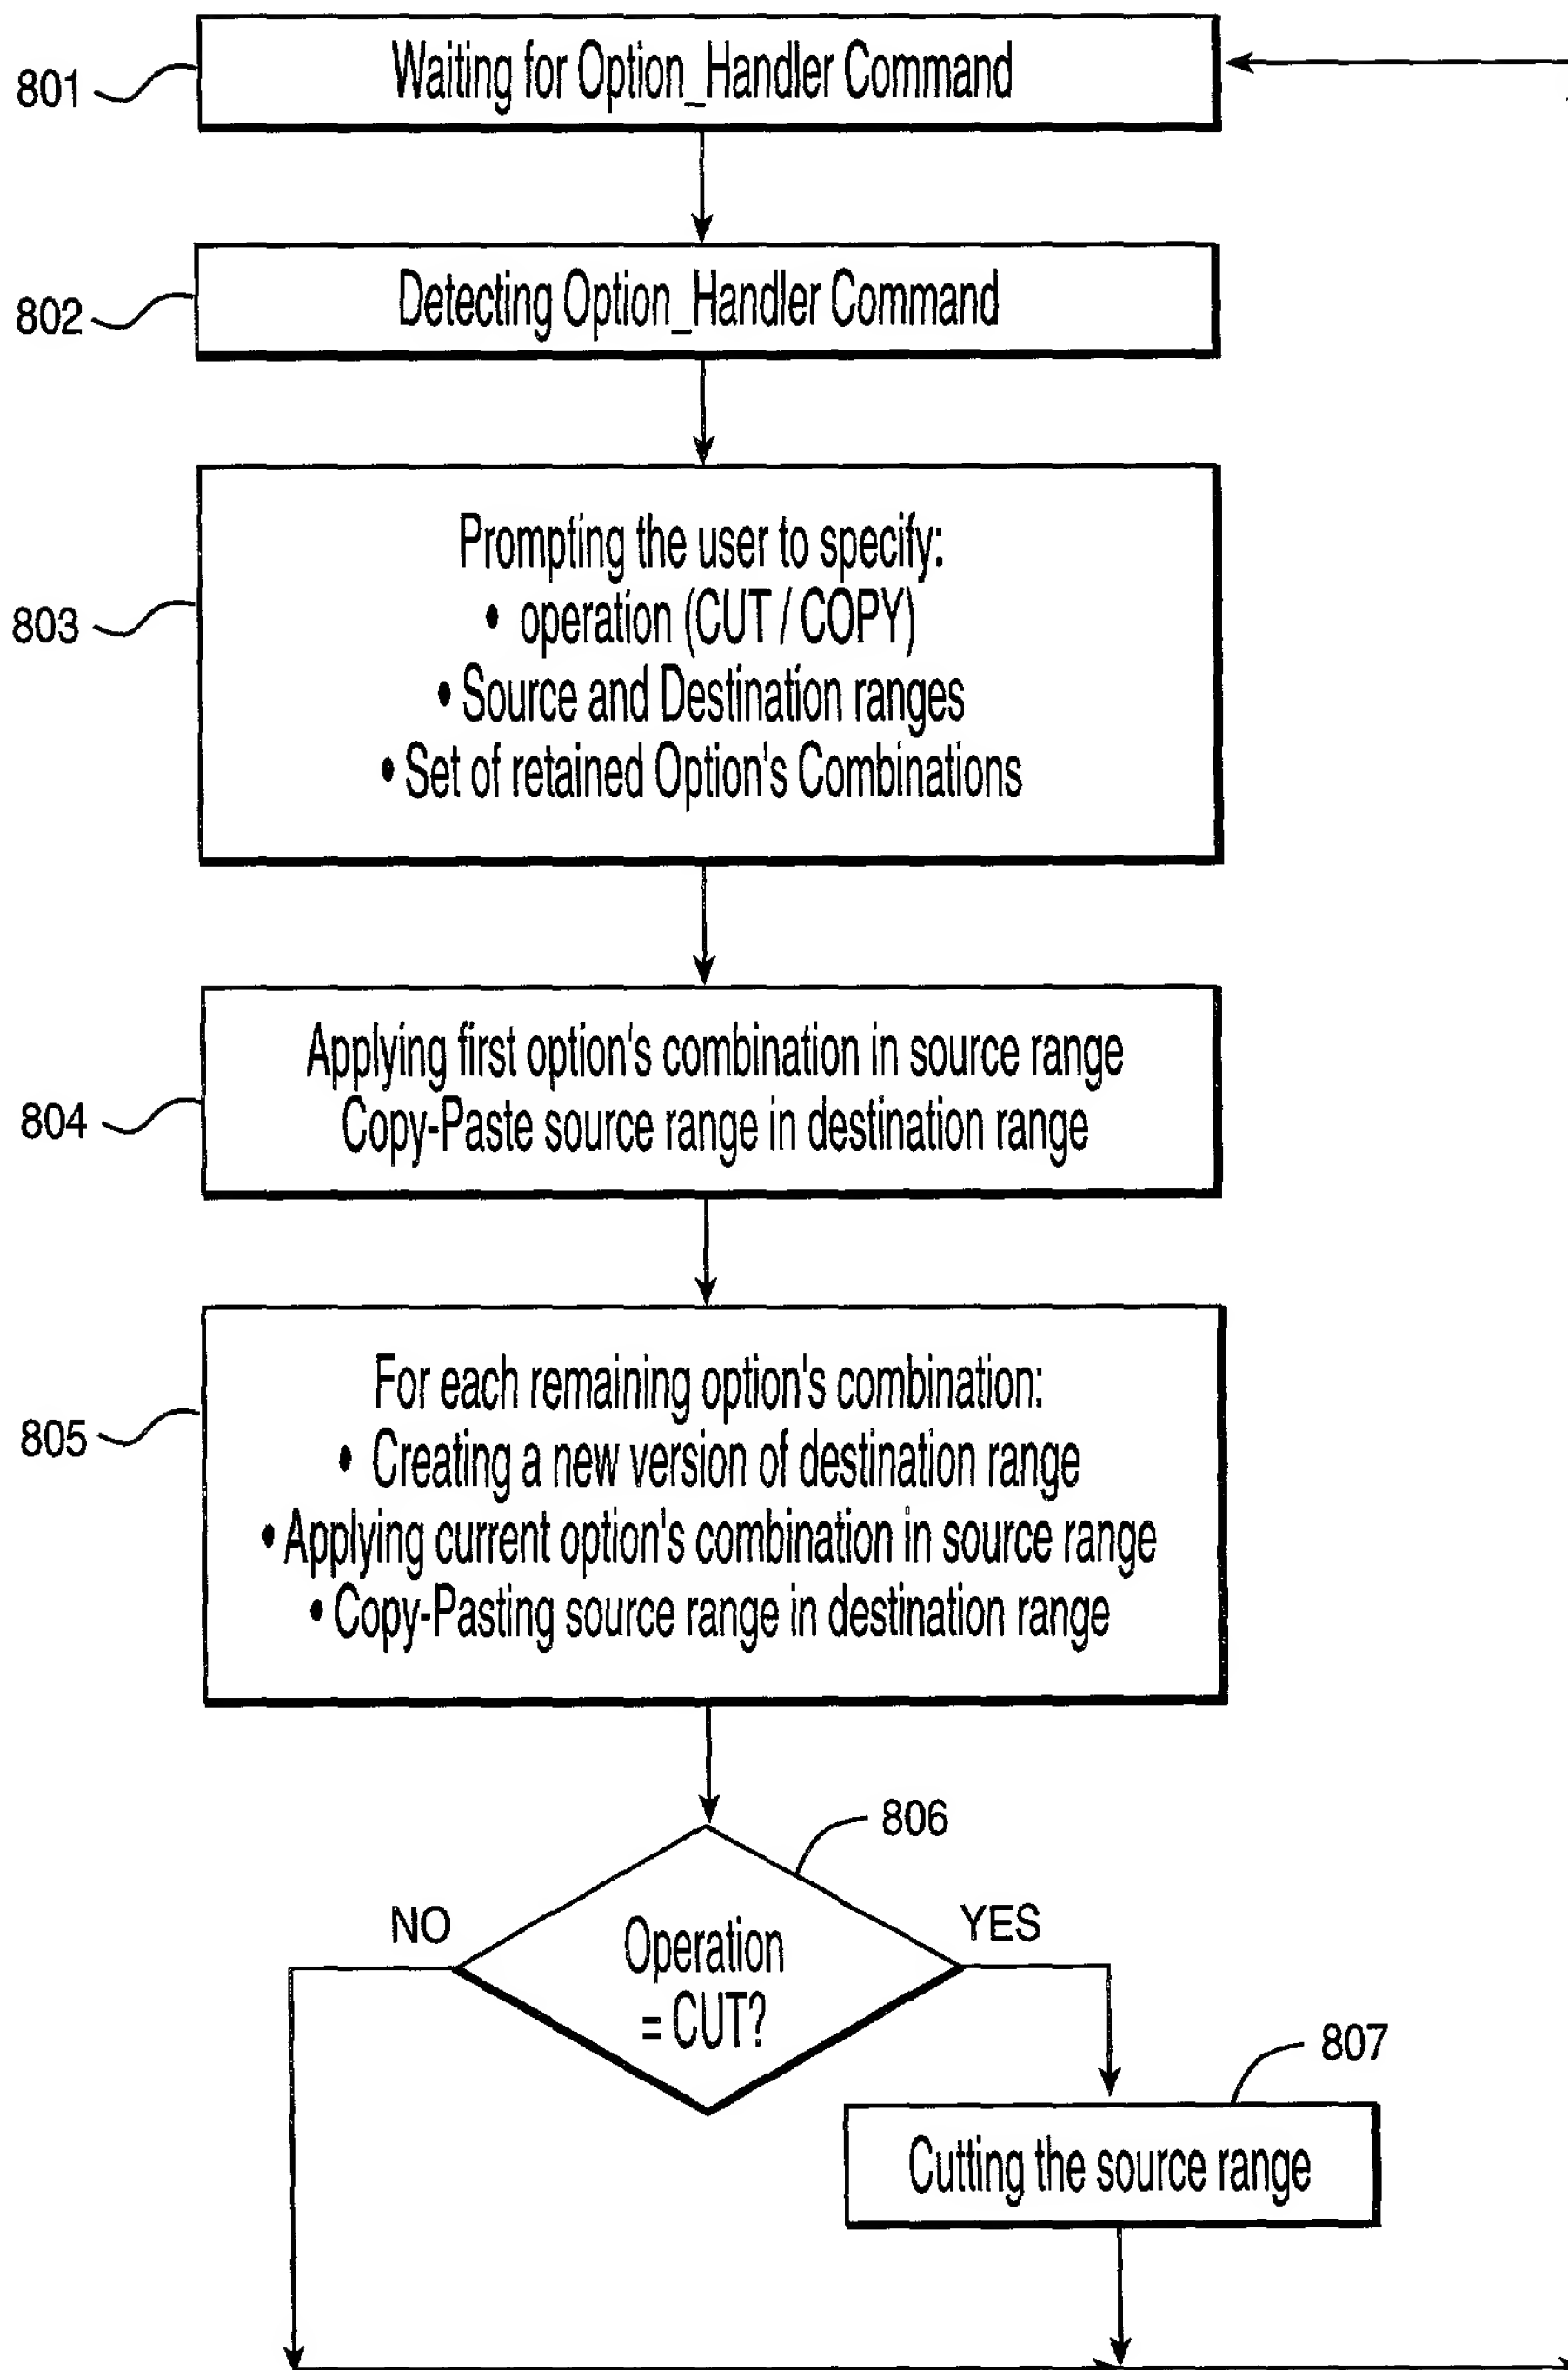 801
Waiting for Option_Handler Command
802
Detecting Option_Handler Command
803
Prompting the user to specify:
• operation (CUT / COPY)
• Source and Destination ranges
• Set of retained Option's Combinations
804
Applying first option's combination in source range
Copy-Paste source range in destination range
805
For each remaining option's combination:
• Creating a new version of destination range
• Applying current option's combination in source range
• Copy-Pasting source range in destination range
806
NO
YES
Operation
= CUT?
807
Cutting the source range